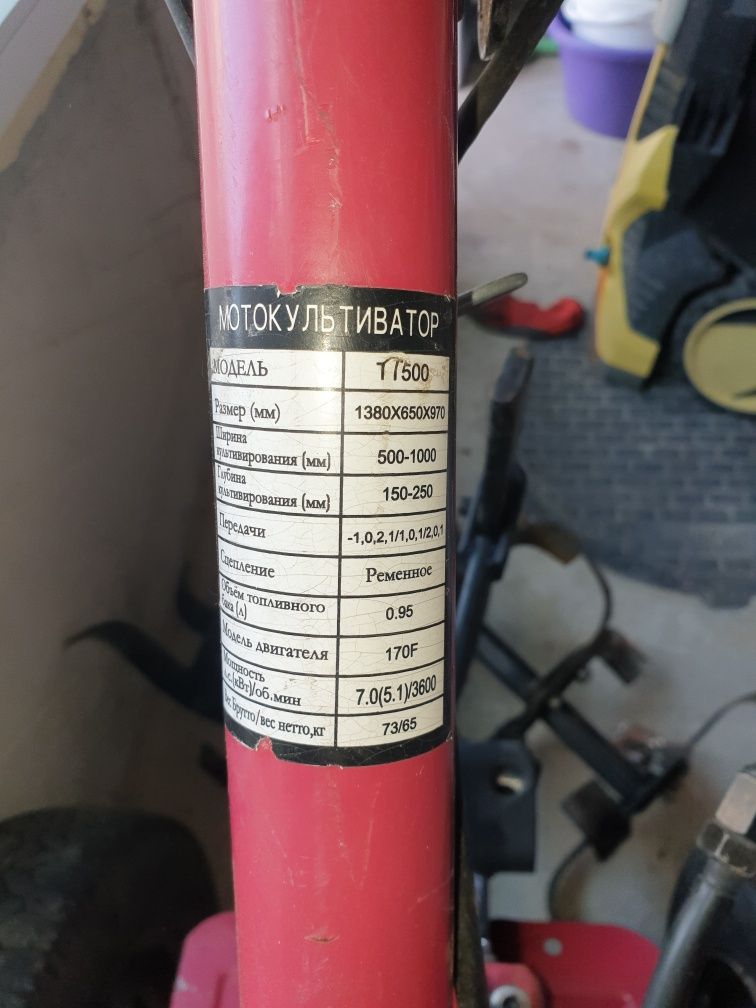 МОТОКУЛЬТИВАТОР
МОДЕЛЬ 500
Размер (мм) 1380X650X970
Ширина
культивирования (мм) 500-1000
Глубина
культивирования (мм) 150-250
Передачи -1,0,2,1/1,0,1/2,0,1
Сцепление Ременное
Объём топливного
бака (л) 0.95
Модель двигателя 170F
Мощность
л.с.(кВт)/об.мин 7.0(5.1)/3600
Вес Брутто/вес нетто,кг 73/65